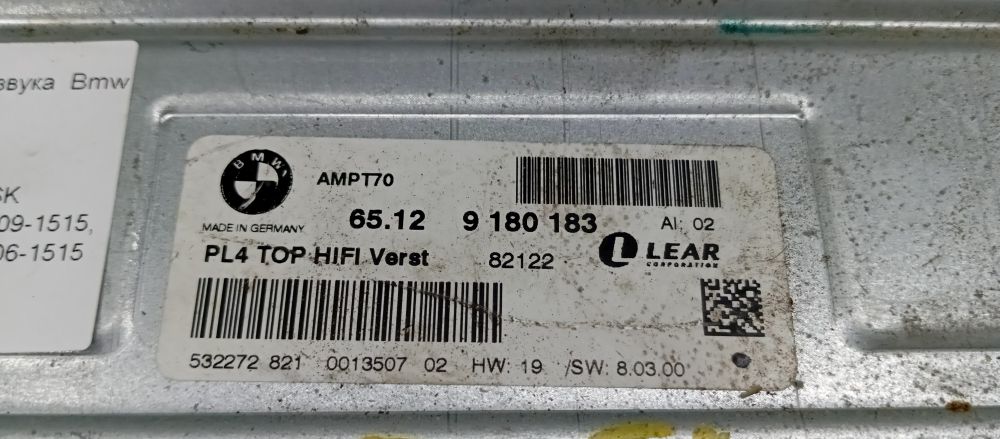 звука Bmw
SK
09-1515,
06-1515
BMW
AMPT70
MADE IN GERMANY
65.12 9 180 183 AI: 02
PL4 TOP HIFI Verst 82122 LEAR
CORPORATION
532272 821 0013507 02 HW: 19 /SW: 8.03.00